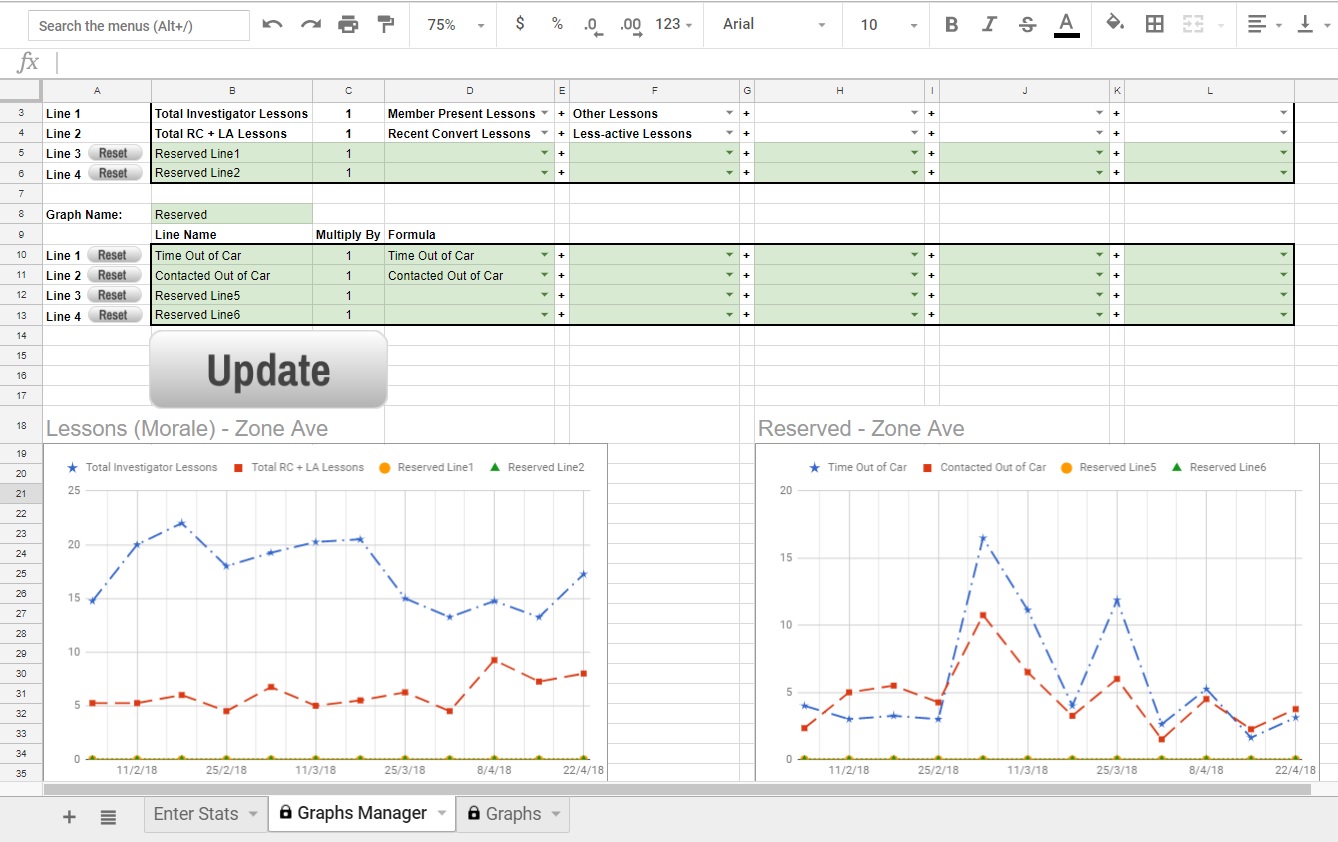 Search the menus (Alt+/) 75% $ % .0 .00 123 Arial 10 B I S A
fx
A B C D E F G H I J K L
3 Line 1 Total Investigator Lessons 1 Member Present Lessons + Other Lessons + + +
4 Line 2 Total RC + LA Lessons 1 Recent Convert Lessons + Less-active Lessons + + +
5 Line 3 Reset Reserved Line1 1 + + + +
6 Line 4 Reset Reserved Line2 1 + + + +
7
8 Graph Name: Reserved
9 Line Name Multiply By Formula
10 Line 1 Reset Time Out of Car 1 Time Out of Car + + + +
11 Line 2 Reset Contacted Out of Car 1 Contacted Out of Car + + + +
12 Line 3 Reset Reserved Line5 1 + + + +
13 Line 4 Reset Reserved Line6 1 + + + +
14
15
16
17
Update
18 Lessons (Morale) - Zone Ave Reserved - Zone Ave
19
20
21
22
23
24
25
26
27
28
29
30
31
32
33
34
35
Total Investigator Lessons Total RC + LA Lessons Reserved Line1 Reserved Line2
25
20
15
10
5
0
11/2/18 25/2/18 11/3/18 25/3/18 8/4/18 22/4/18
Time Out of Car Contacted Out of Car Reserved Line5 Reserved Line6
20
15
10
5
0
11/2/18 25/2/18 11/3/18 25/3/18 8/4/18 22/4/18
+ Enter Stats Graphs Manager Graphs